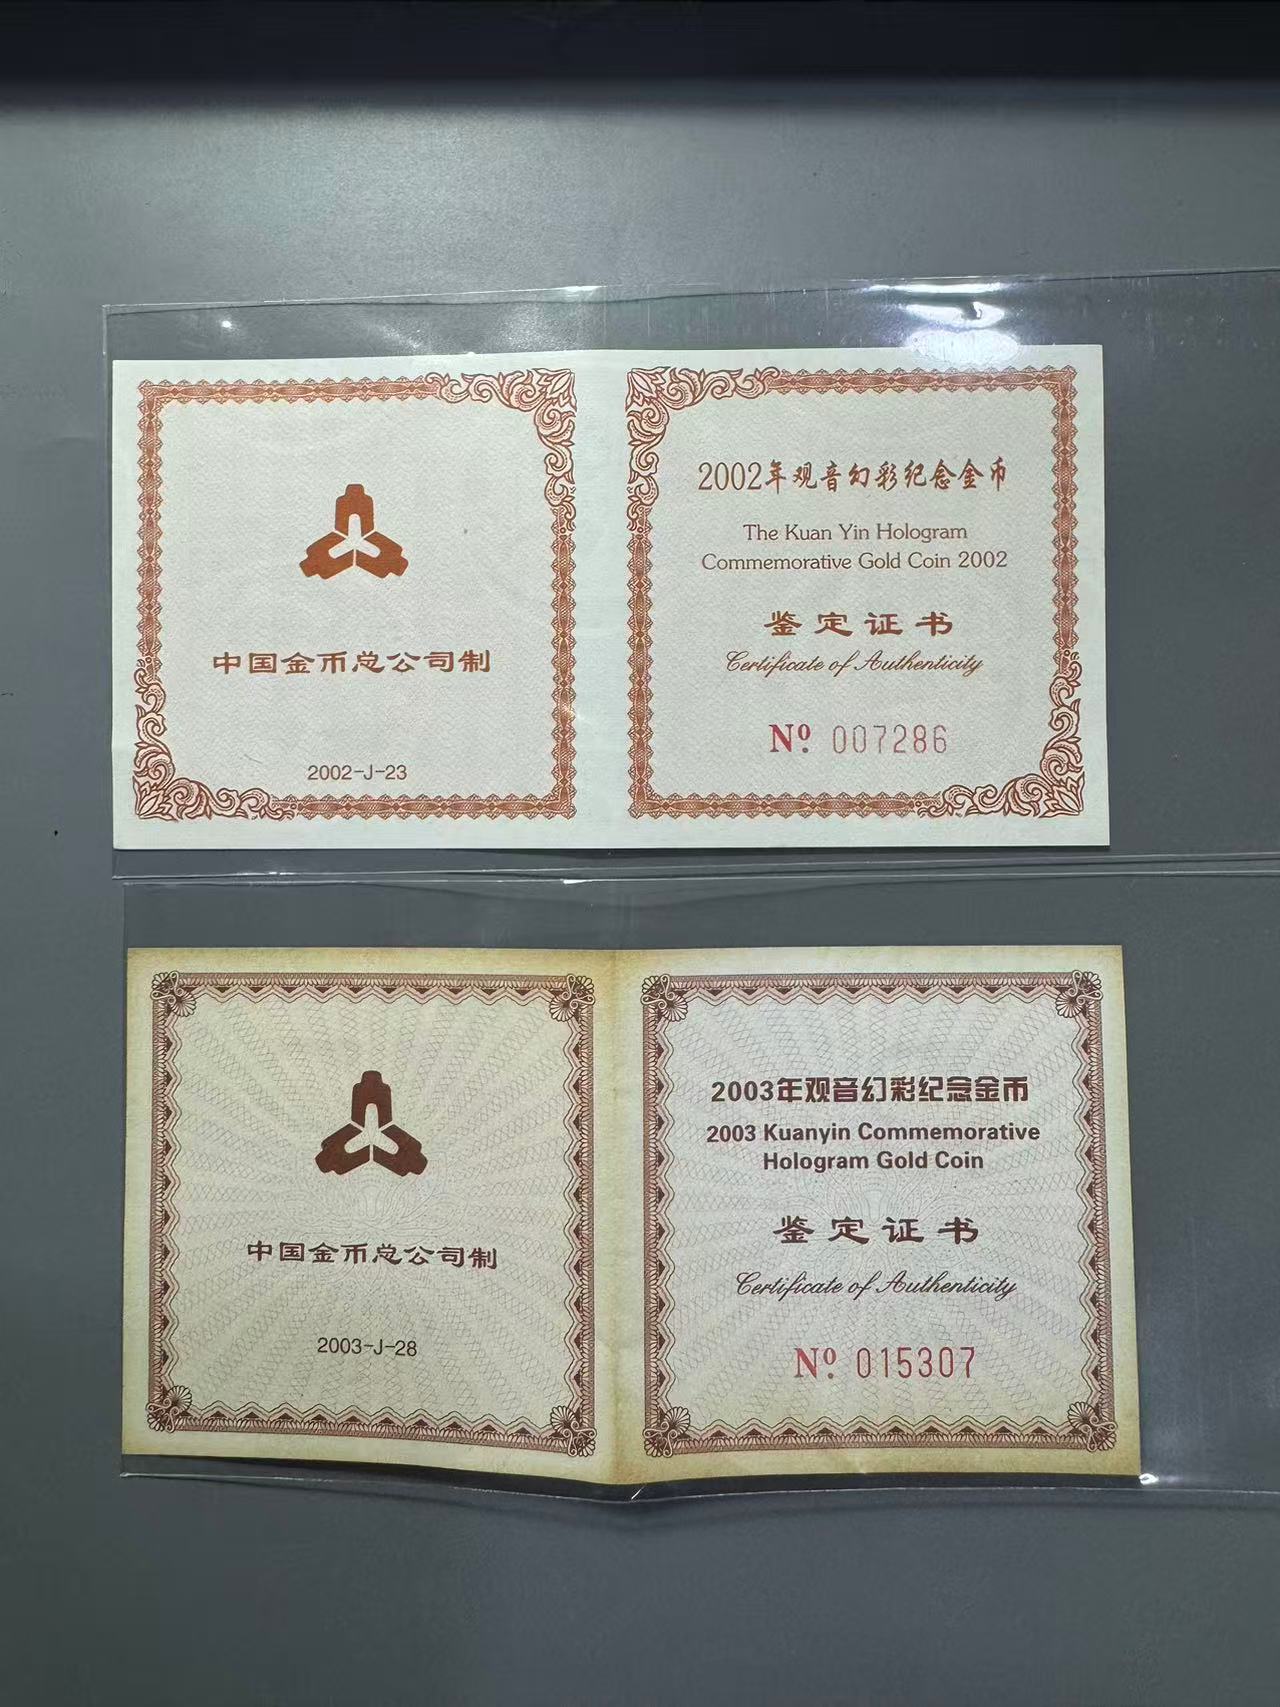 中国金币总公司制
2002-J-23
2002年观音幻彩纪念金币
The Kuan Yin Hologram
Commemorative Gold Coin 2002
鉴定证书
Certificate of Authenticity
Nº. 007286
中国金币总公司制
2003-J-28
2003年观音幻彩纪念金币
2003 Kuanyin Commemorative
Hologram Gold Coin
鉴定证书
Certificate of Authenticity
Nº. 015307